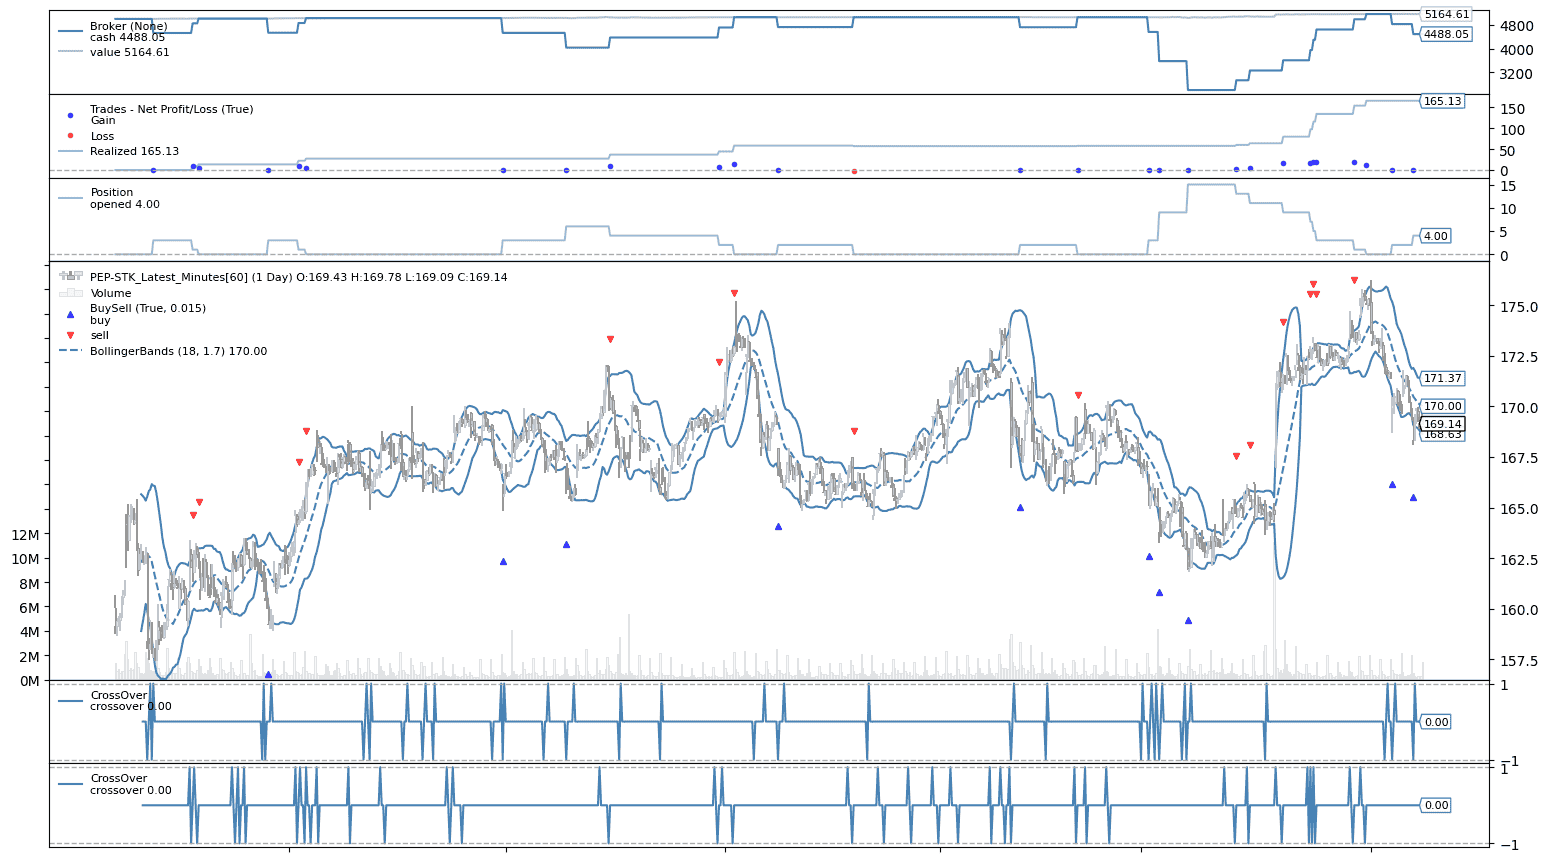 Broker (None)
cash 4488.05
value 5164.61
5164.61
4800
4488.05
4000
3200
Trades - Net Profit/Loss (True)
Gain
Loss
Realized 165.13
165.13
150
100
50
0
Position
opened 4.00
15
10
5
4.00
0
PEP-STK_Latest_Minutes[60] (1 Day) O:169.43 H:169.78 L:169.09 C:169.14
Volume
BuySell (True, 0.015)
buy
sell
BollingerBands (18, 1.7) 170.00
175.0
172.5
171.37
170.00
170.0
169.14
168.63
167.5
165.0
162.5
160.0
157.5
12M
10M
8M
6M
4M
2M
0M
CrossOver
crossover 0.00
1
0.00
−1
CrossOver
crossover 0.00
1
0.00
−1